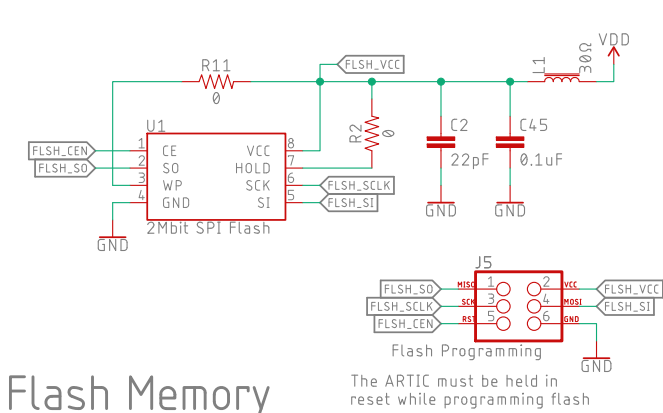 VDD
R11
FLSH_VCC
L1
30Ω
0
U1
R2
0
C2
C45
FLSH_CEN
1
CE
VCC
8
22pF
0.1uF
FLSH_SO
2
SO
HOLD
7
3
WP
SCK
6
FLSH_SCLK
4
GND
SI
5
FLSH_SI
GND
GND
2Mbit SPI Flash
GND
J5
FLSH_SO
MISO
1
2
VCC
FLSH_VCC
FLSH_SCLK
SCK
3
4
MOSI
FLSH_SI
FLSH_CEN
RST
5
6
GND
Flash Programming
GND
Flash Memory
The ARTIC must be held in
reset while programming flash